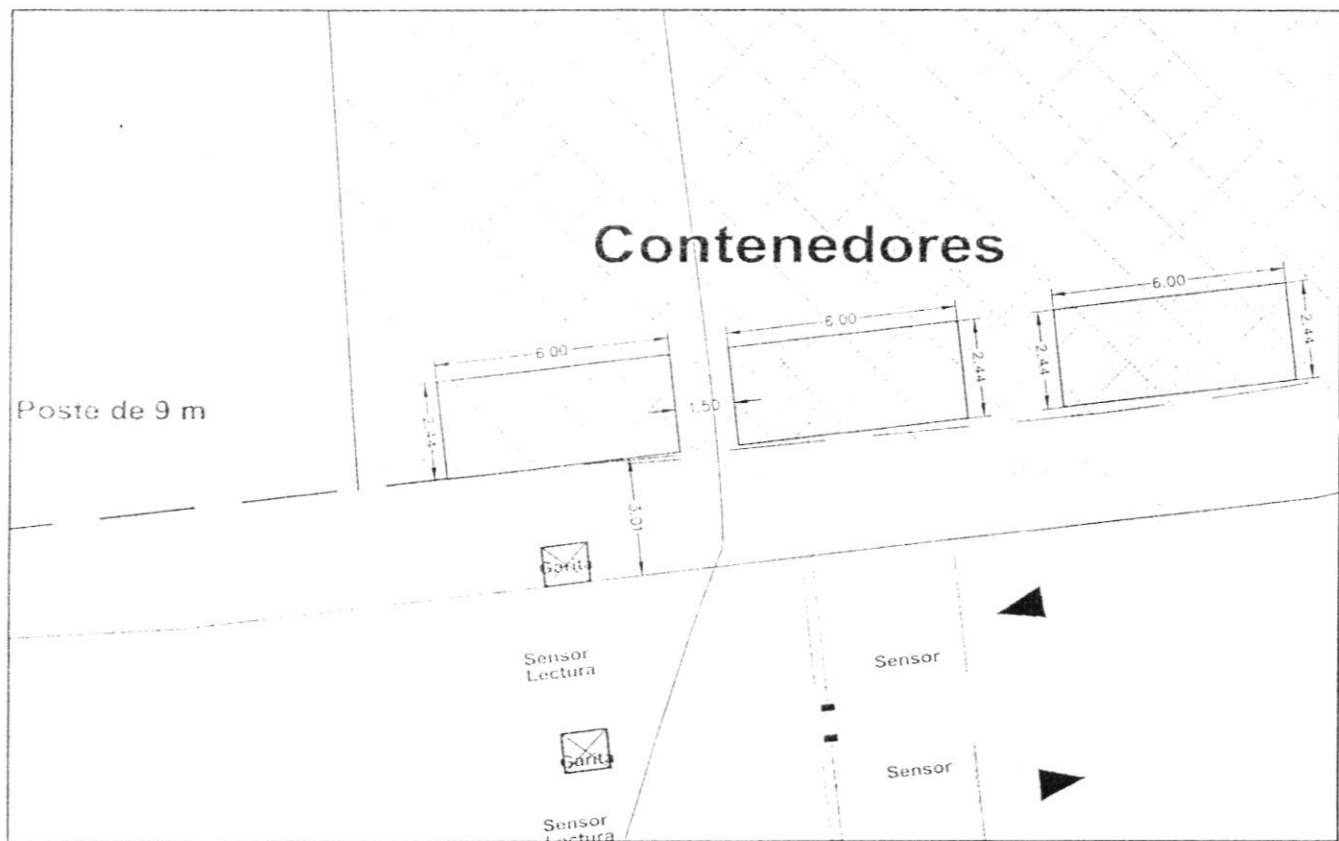 Contenedores
6.00
6.00
6.00
2.44
2.44
2.44
2.44
1.50
Poste de 9 m
3.01
Garita
Sensor
Lectura
Sensor
Garita
Sensor
Sensor
Lectura